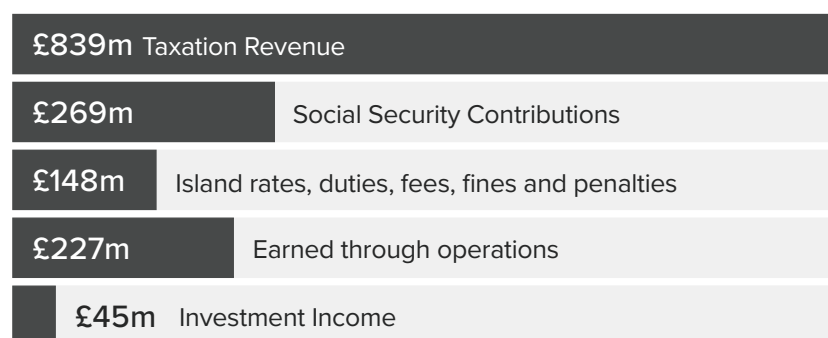 £839m Taxation Revenue
£269m Social Security Contributions
£148m Island rates, duties, fees, fines and penalties
£227m Earned through operations
£45m Investment Income